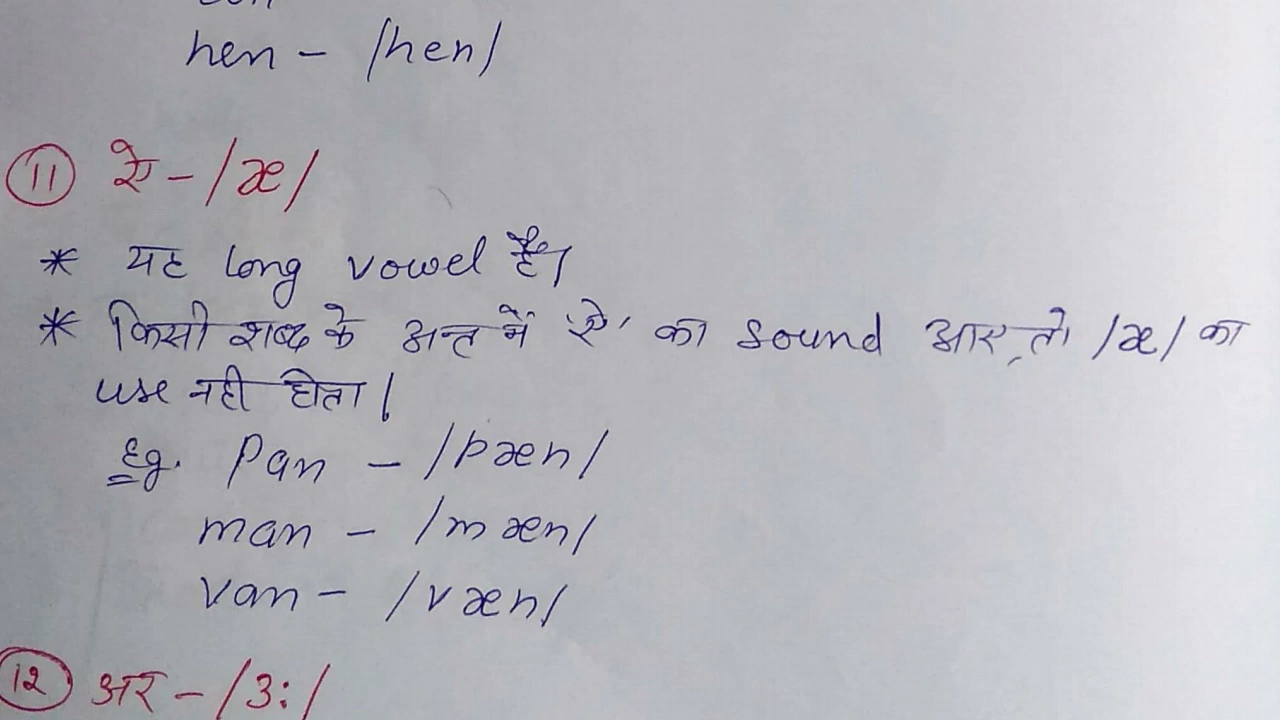 hen - /hen/
11 ऐ - /æ/
* यह long vowel है।
* किसी शब्द के अन्त में 'ऐ' का sound आए, तो /æ/ का
use नही होता।
Eg. Pan - /pæn/
man - /mæn/
van - /væn/
12 अर - /3:/